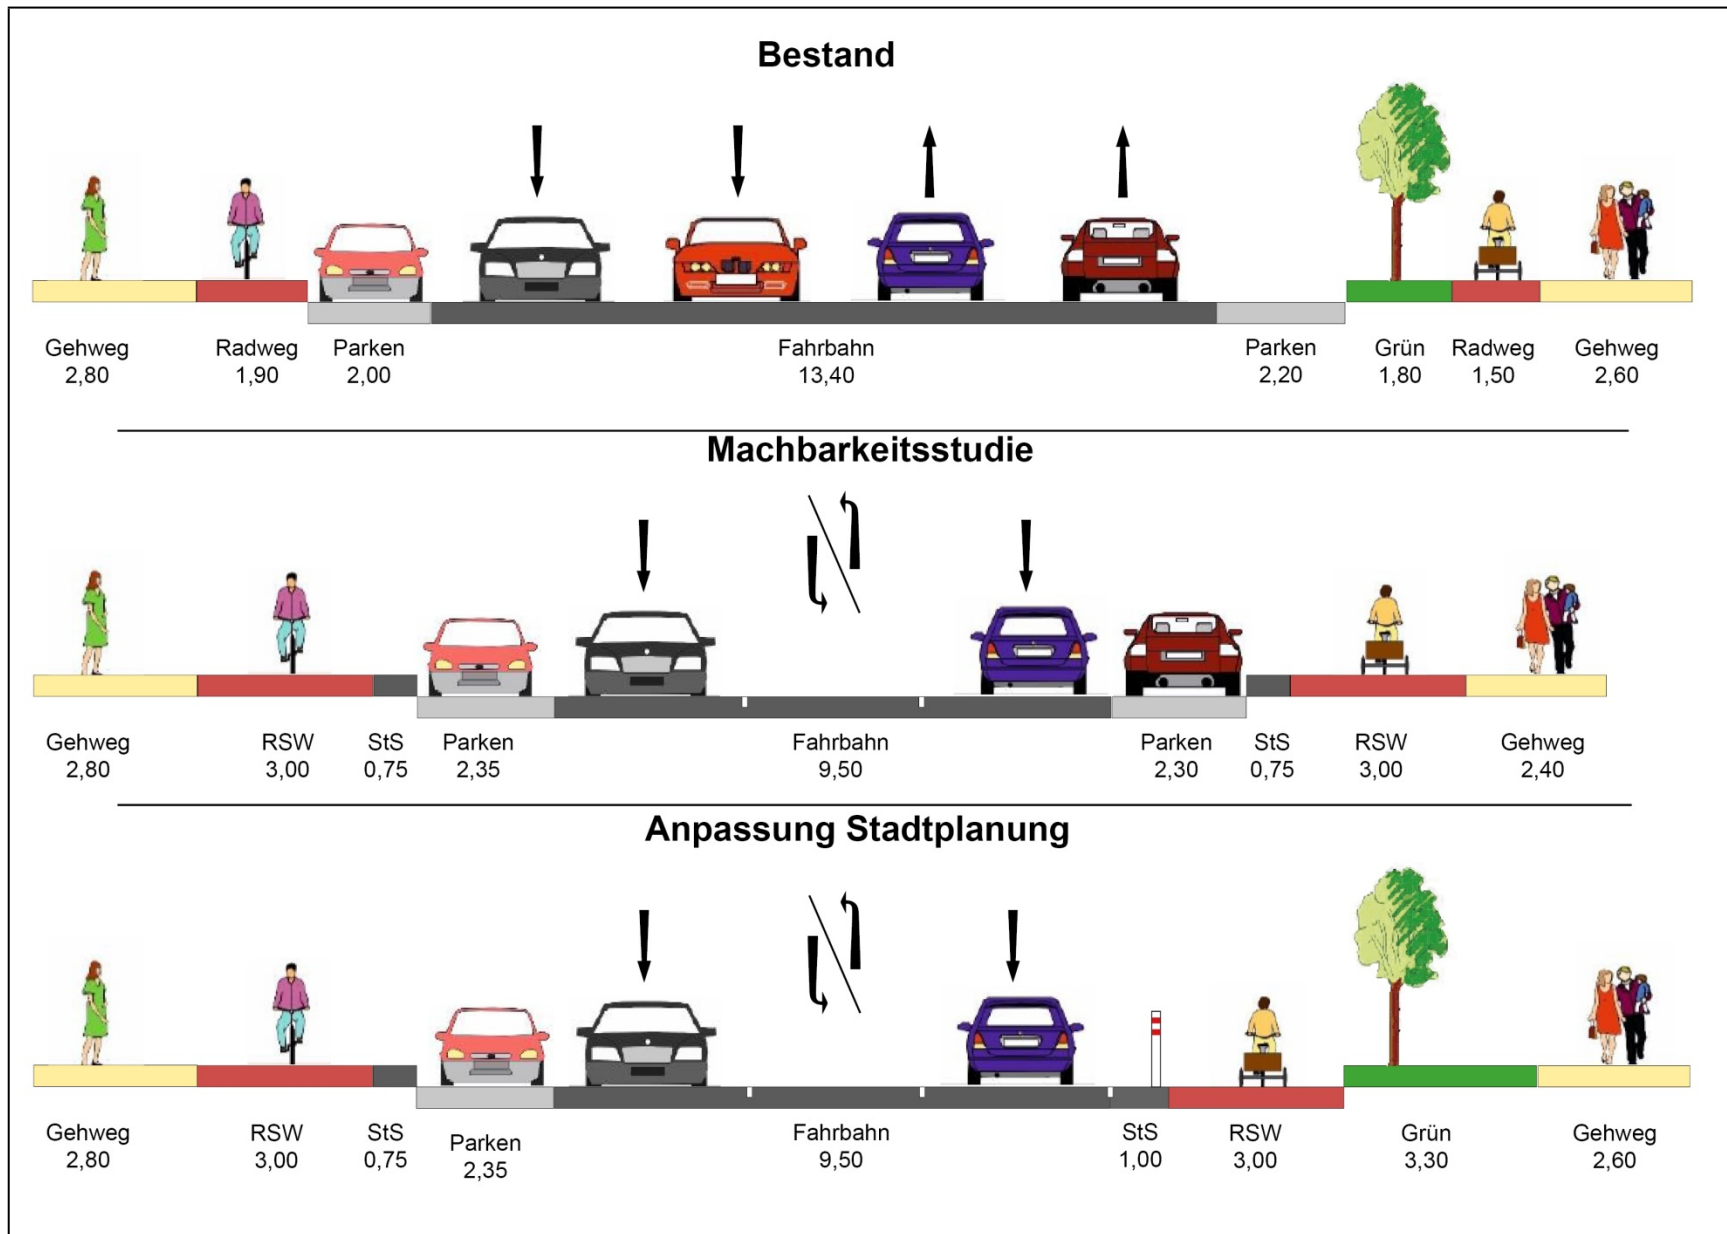 Bestand
Gehweg Radweg Parken Fahrbahn Parken Grün Radweg Gehweg
2,80 1,90 2,00 13,40 2,20 1,80 1,50 2,60
Machbarkeitsstudie
Gehweg RSW StS Parken Fahrbahn Parken StS RSW Gehweg
2,80 3,00 0,75 2,35 9,50 2,30 0,75 3,00 2,40
Anpassung Stadtplanung
Gehweg RSW StS Parken Fahrbahn StS RSW Grün Gehweg
2,80 3,00 0,75 2,35 9,50 1,00 3,00 3,30 2,60